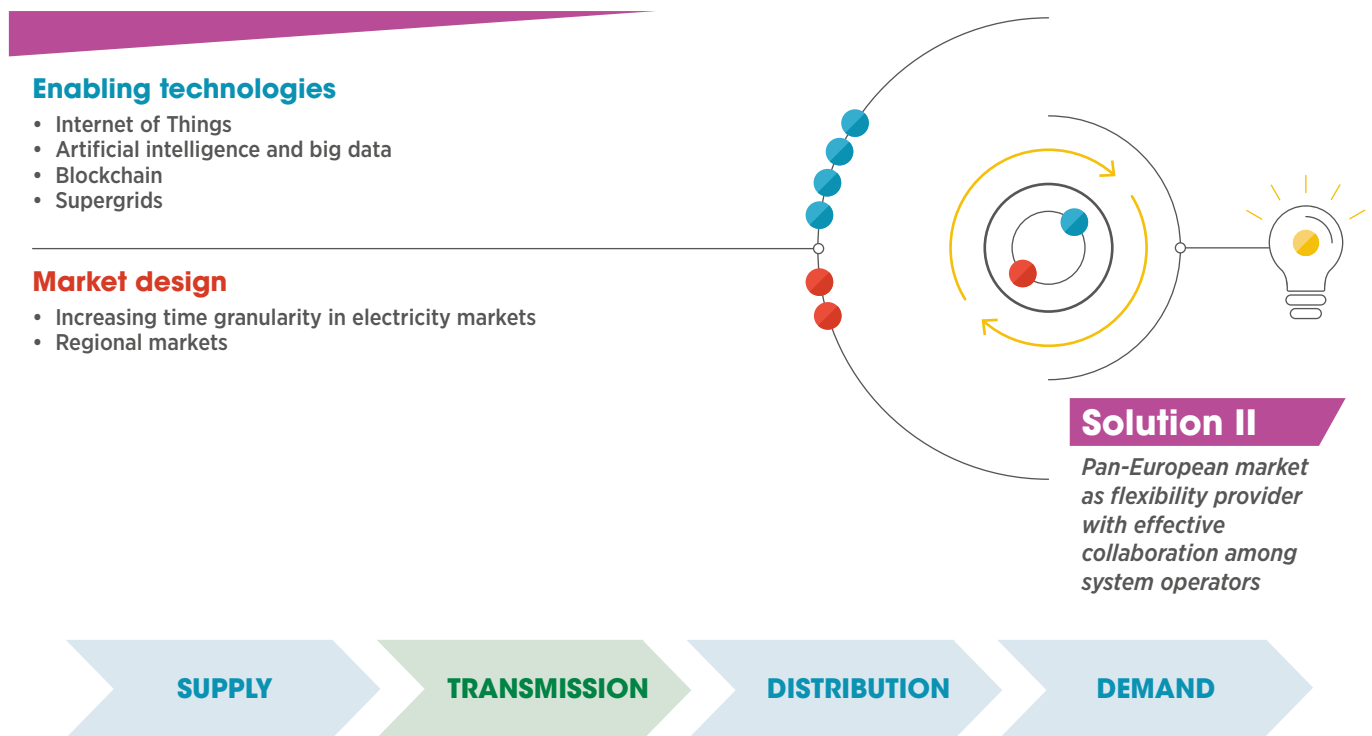 Enabling technologies
• Internet of Things
• Artificial intelligence and big data
• Blockchain
• Supergrids
Market design
• Increasing time granularity in electricity markets
• Regional markets
Solution II
Pan-European market
as flexibility provider
with effective
collaboration among
system operators
SUPPLY
TRANSMISSION
DISTRIBUTION
DEMAND